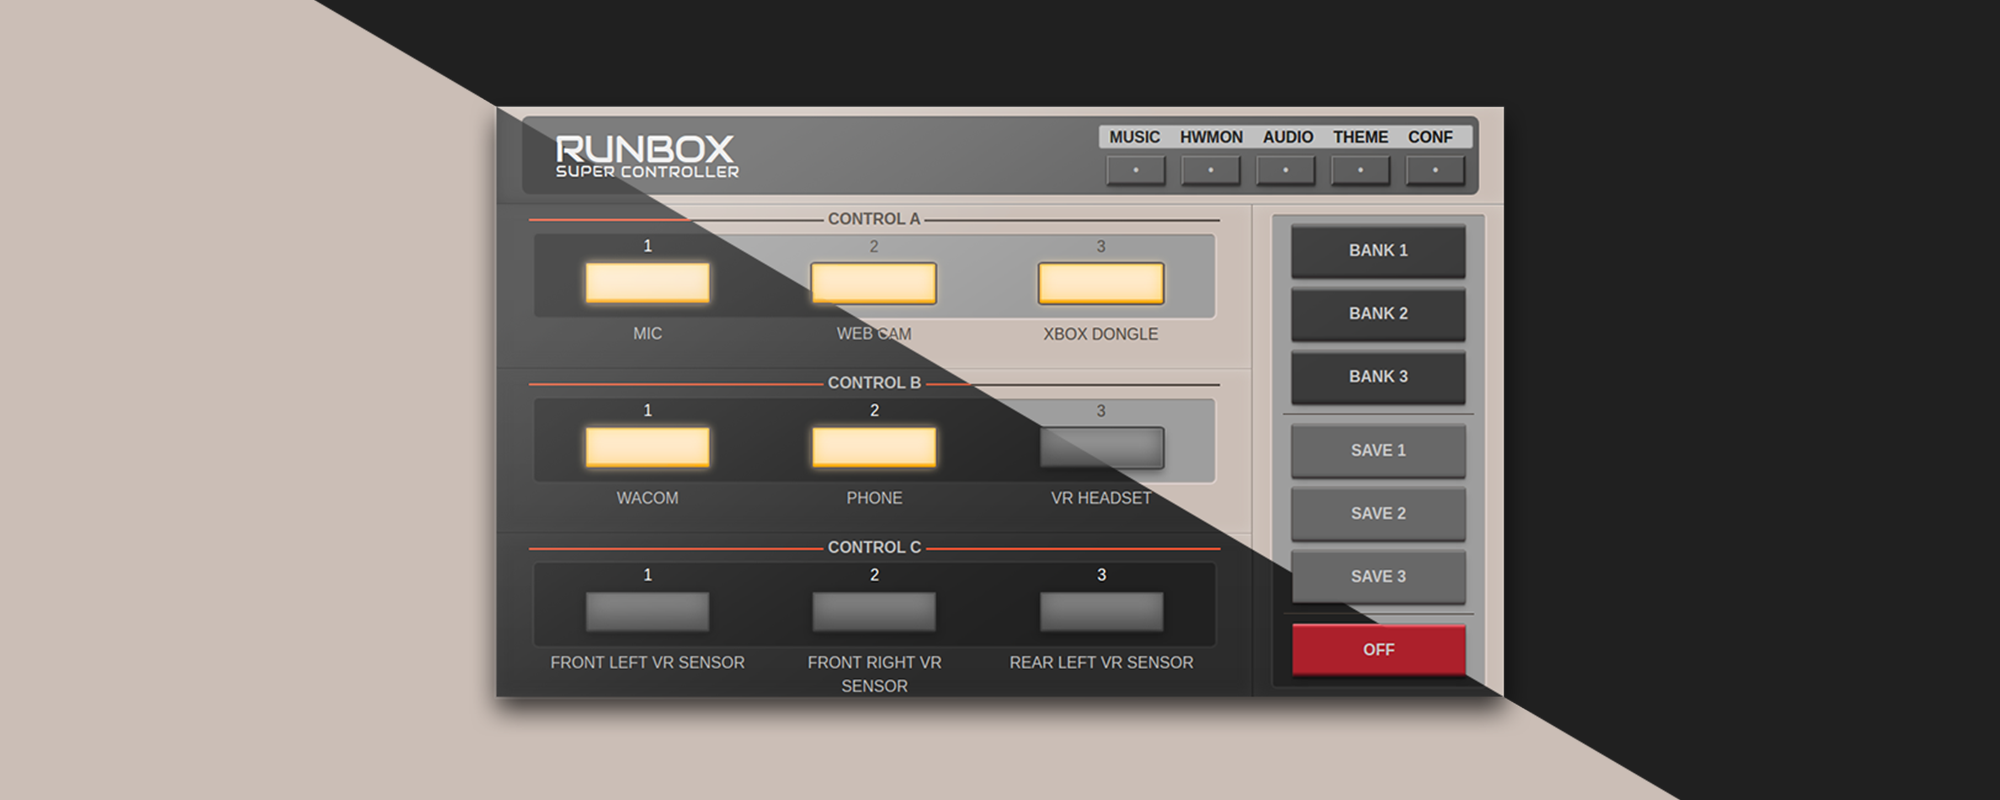 RUNBOX
SUPER CONTROLLER
MUSIC HWMON AUDIO THEME CONF
CONTROL A
1 2 3
MIC WEB CAM XBOX DONGLE
CONTROL B
1 2 3
WACOM PHONE VR HEADSET
CONTROL C
1 2 3
FRONT LEFT VR SENSOR FRONT RIGHT VR REAR LEFT VR SENSOR
SENSOR
BANK 1
BANK 2
BANK 3
SAVE 1
SAVE 2
SAVE 3
OFF